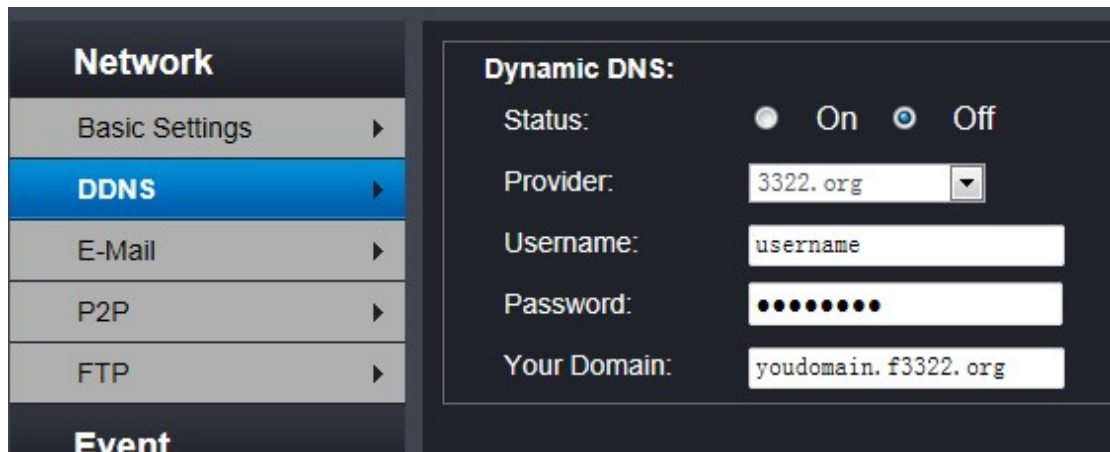 Network
Basic Settings
DDNS
E-Mail
P2P
FTP
Event
Dynamic DNS:
Status: On Off
Provider: 3322.org
Username: username
Password: ●●●●●●●●
Your Domain: youdomain.f3322.org